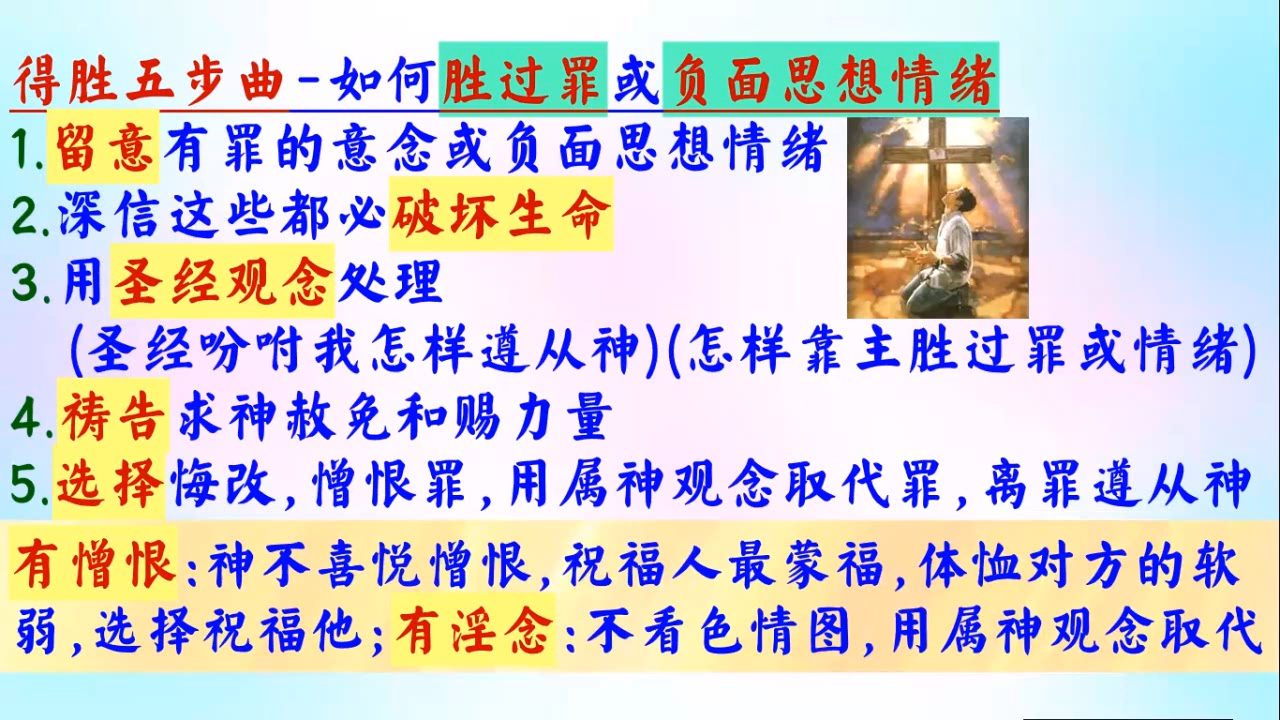 得胜五步曲-如何胜过罪或负面思想情绪
1.留意有罪的意念或负面思想情绪
2.深信这些都必破坏生命
3.用圣经观念处理
(圣经吩咐我怎样遵从神)(怎样靠主胜过罪或情绪)
4.祷告求神赦免和赐力量
5.选择悔改,憎恨罪,用属神观念取代罪,离罪遵从神
有憎恨:神不喜悦憎恨,祝福人最蒙福,体恤对方的软
弱,选择祝福他;有淫念:不看色情图,用属神观念取代